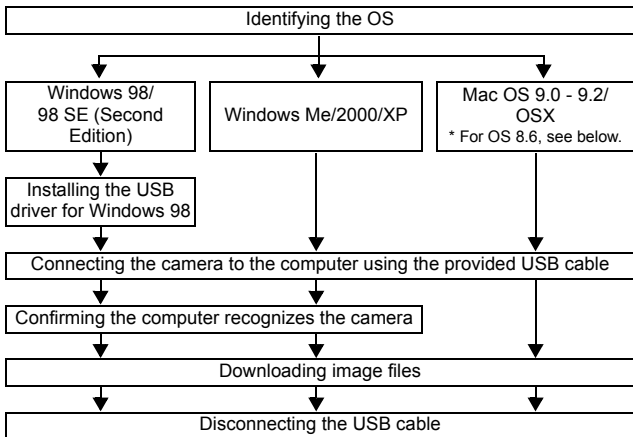 Identifying the OS
Windows 98/
98 SE (Second
Edition)
Windows Me/2000/XP
Mac OS 9.0 - 9.2/
OSX
* For OS 8.6, see below.
Installing the USB
driver for Windows 98
Connecting the camera to the computer using the provided USB cable
Confirming the computer recognizes the camera
Downloading image files
Disconnecting the USB cable